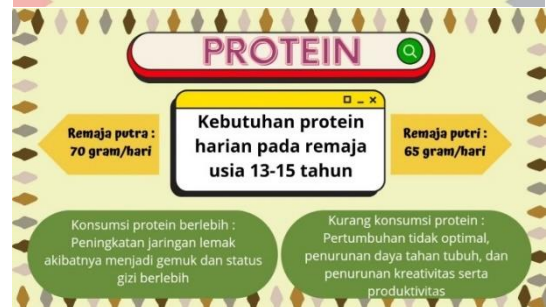 PROTEIN
Kebutuhan protein
harian pada remaja
usia 13-15 tahun
Remaja putra :
70 gram/hari
Remaja putri :
65 gram/hari
Konsumsi protein berlebih :
Peningkatan jaringan lemak
akibatnya menjadi gemuk dan status
gizi berlebih
Kurang konsumsi protein :
Pertumbuhan tidak optimal,
penurunan daya tahan tubuh, dan
penurunan kreativitas serta
produktivitas